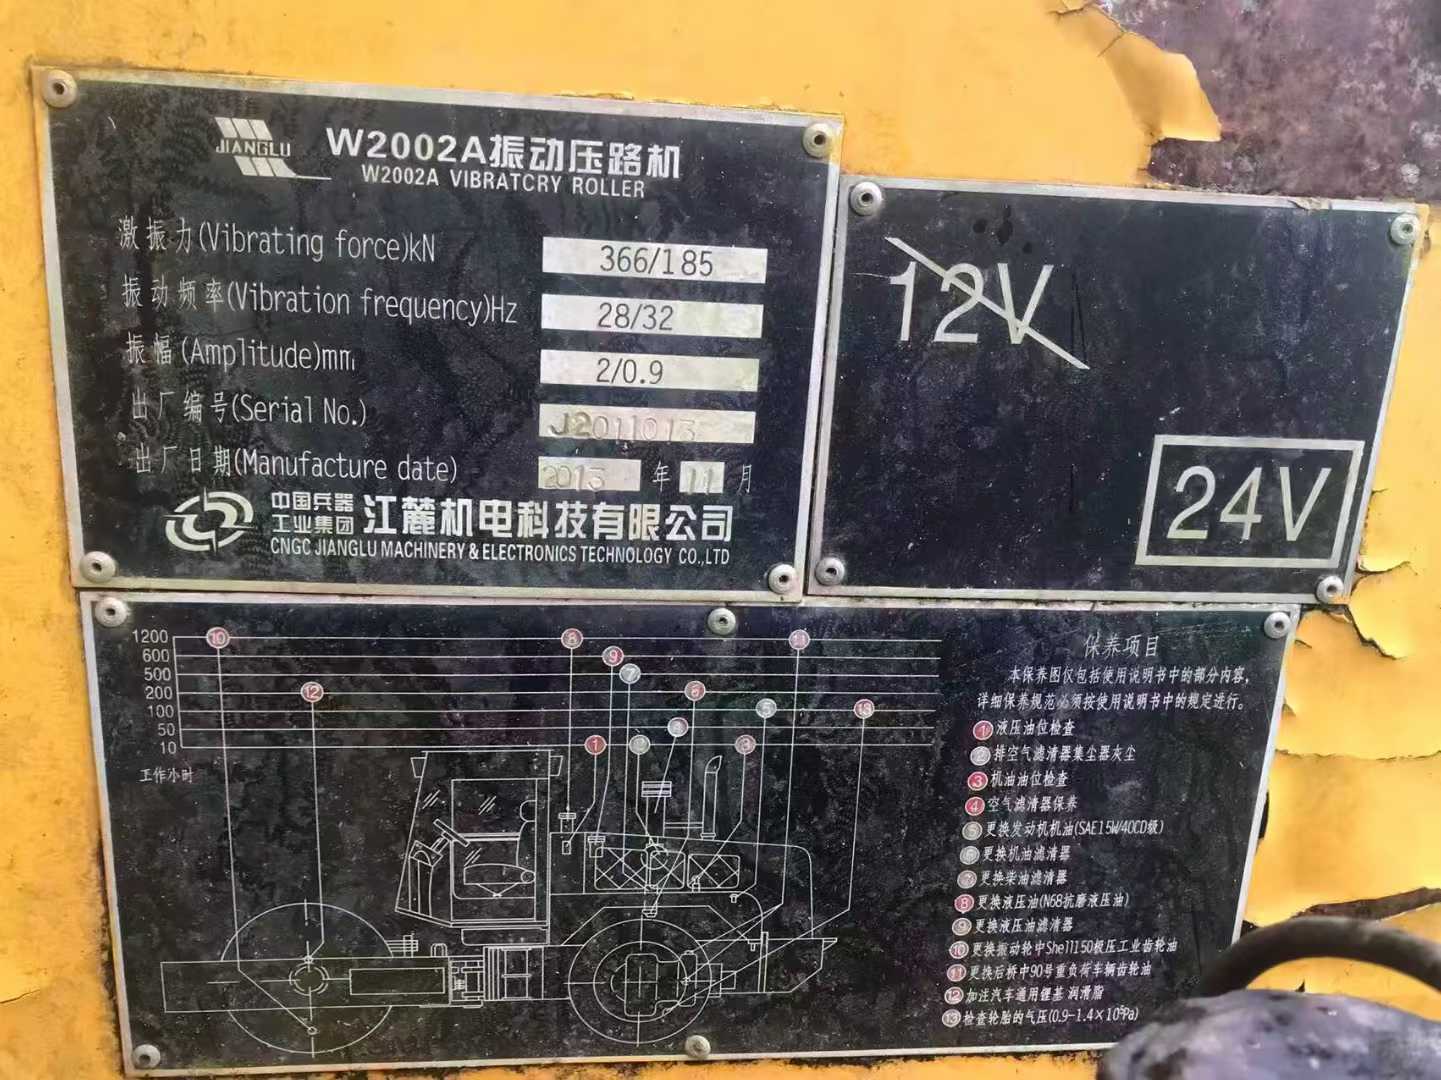 JIANGLU
W2002A振动压路机
W2002A VIBRATCRY ROLLER
激振力(Vibrating force)kN 366/185
振动频率(Vibration frequency)Hz 28/32
振幅(Amplitude)mm 2/0.9
出厂编号(Serial No.) J2011013
出厂日期(Manufacture date) 2013 年 11 月
中国兵器
工业集团 江麓机电科技有限公司
CNGC JIANGLU MACHINERY & ELECTRONICS TECHNOLOGY CO.,LTD
12V
24V
1200 10 8 11
600 9
500 7
200 12 6
100 5 13
50 4
10 1 2 3
工作小时
保养项目
本保养图仅包括使用说明书中的部分内容,
详细保养规范必须按使用说明书中的规定进行。
1 液压油位检查
2 排空气滤清器集尘器灰尘
3 机油油位检查
4 空气滤清器保养
5 更换发动机机油(SAE15W/40CD级)
6 更换机油滤清器
7 更换柴油滤清器
8 更换液压油(N68抗磨液压油)
9 更换液压油滤清器
10 更换振动轮中Shell150极压工业齿轮油
11 更换后桥中90号重负荷车辆齿轮油
12 加注汽车通用锂基润滑脂
13 检查轮胎的气压(0.9-1.4×10⁵Pa)